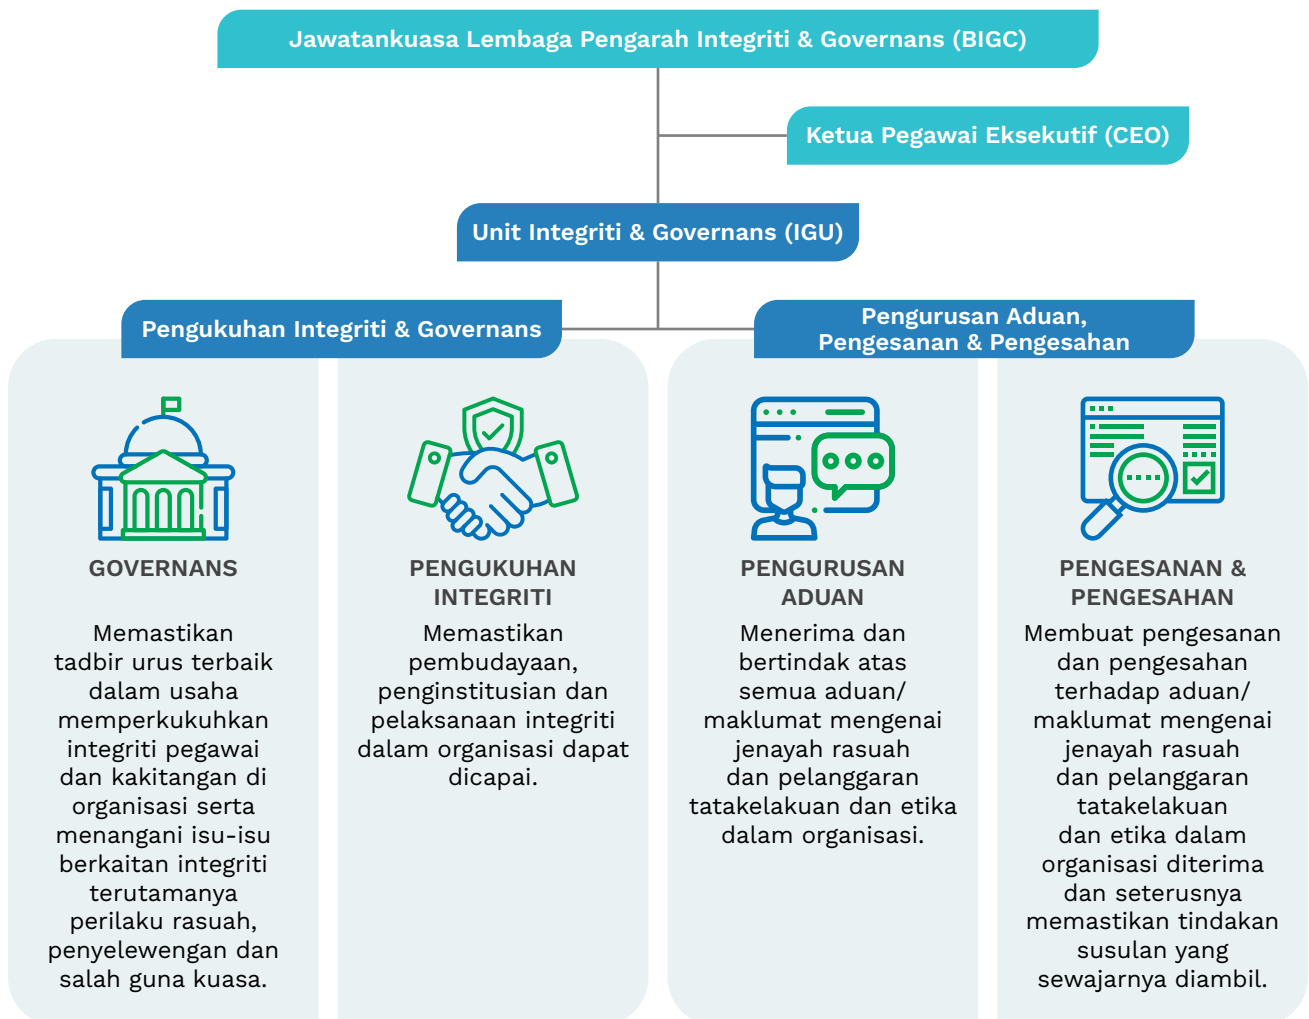 Jawatankuasa Lembaga Pengarah Integriti & Governans (BIGC)
Ketua Pegawai Eksekutif (CEO)
Unit Integriti & Governans (IGU)
Pengukuhan Integriti & Governans
Pengurusan Aduan,
Pengesanan & Pengesahan
GOVERNANS
Memastikan
tadbir urus terbaik
dalam usaha
memperkukuhkan
integriti pegawai
dan kakitangan di
organisasi serta
menangani isu-isu
berkaitan integriti
terutamanya
perilaku rasuah,
penyelewengan dan
salah guna kuasa.
PENGUKUHAN
INTEGRITI
Memastikan
pembudayaan,
penginstitusian dan
pelaksanaan integriti
dalam organisasi dapat
dicapai.
PENGURUSAN
ADUAN
Menerima dan
bertindak atas
semua aduan/
maklumat mengenai
jenayah rasuah
dan pelanggaran
tatakelakuan dan etika
dalam organisasi.
PENGESANAN &
PENGESAHAN
Membuat pengesanan
dan pengesahan
terhadap aduan/
maklumat mengenai
jenayah rasuah
dan pelanggaran
tatakelakuan
dan etika dalam
organisasi diterima
dan seterusnya
memastikan tindakan
susulan yang
sewajarnya diambil.